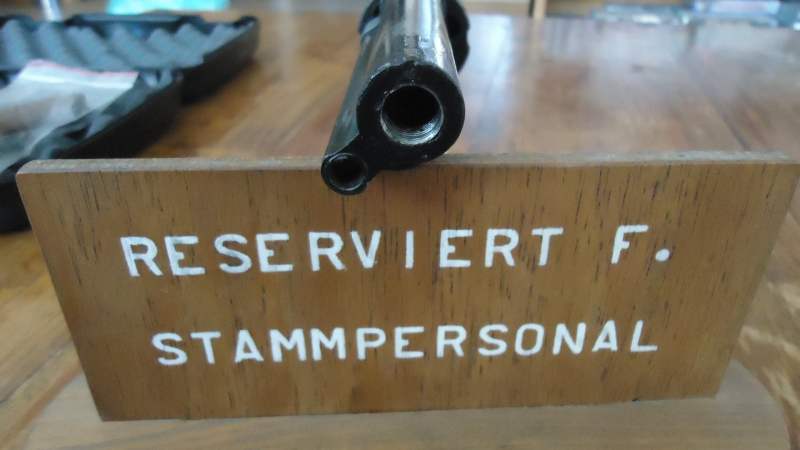 RESERVIERT F.
STAMMPERSONAL